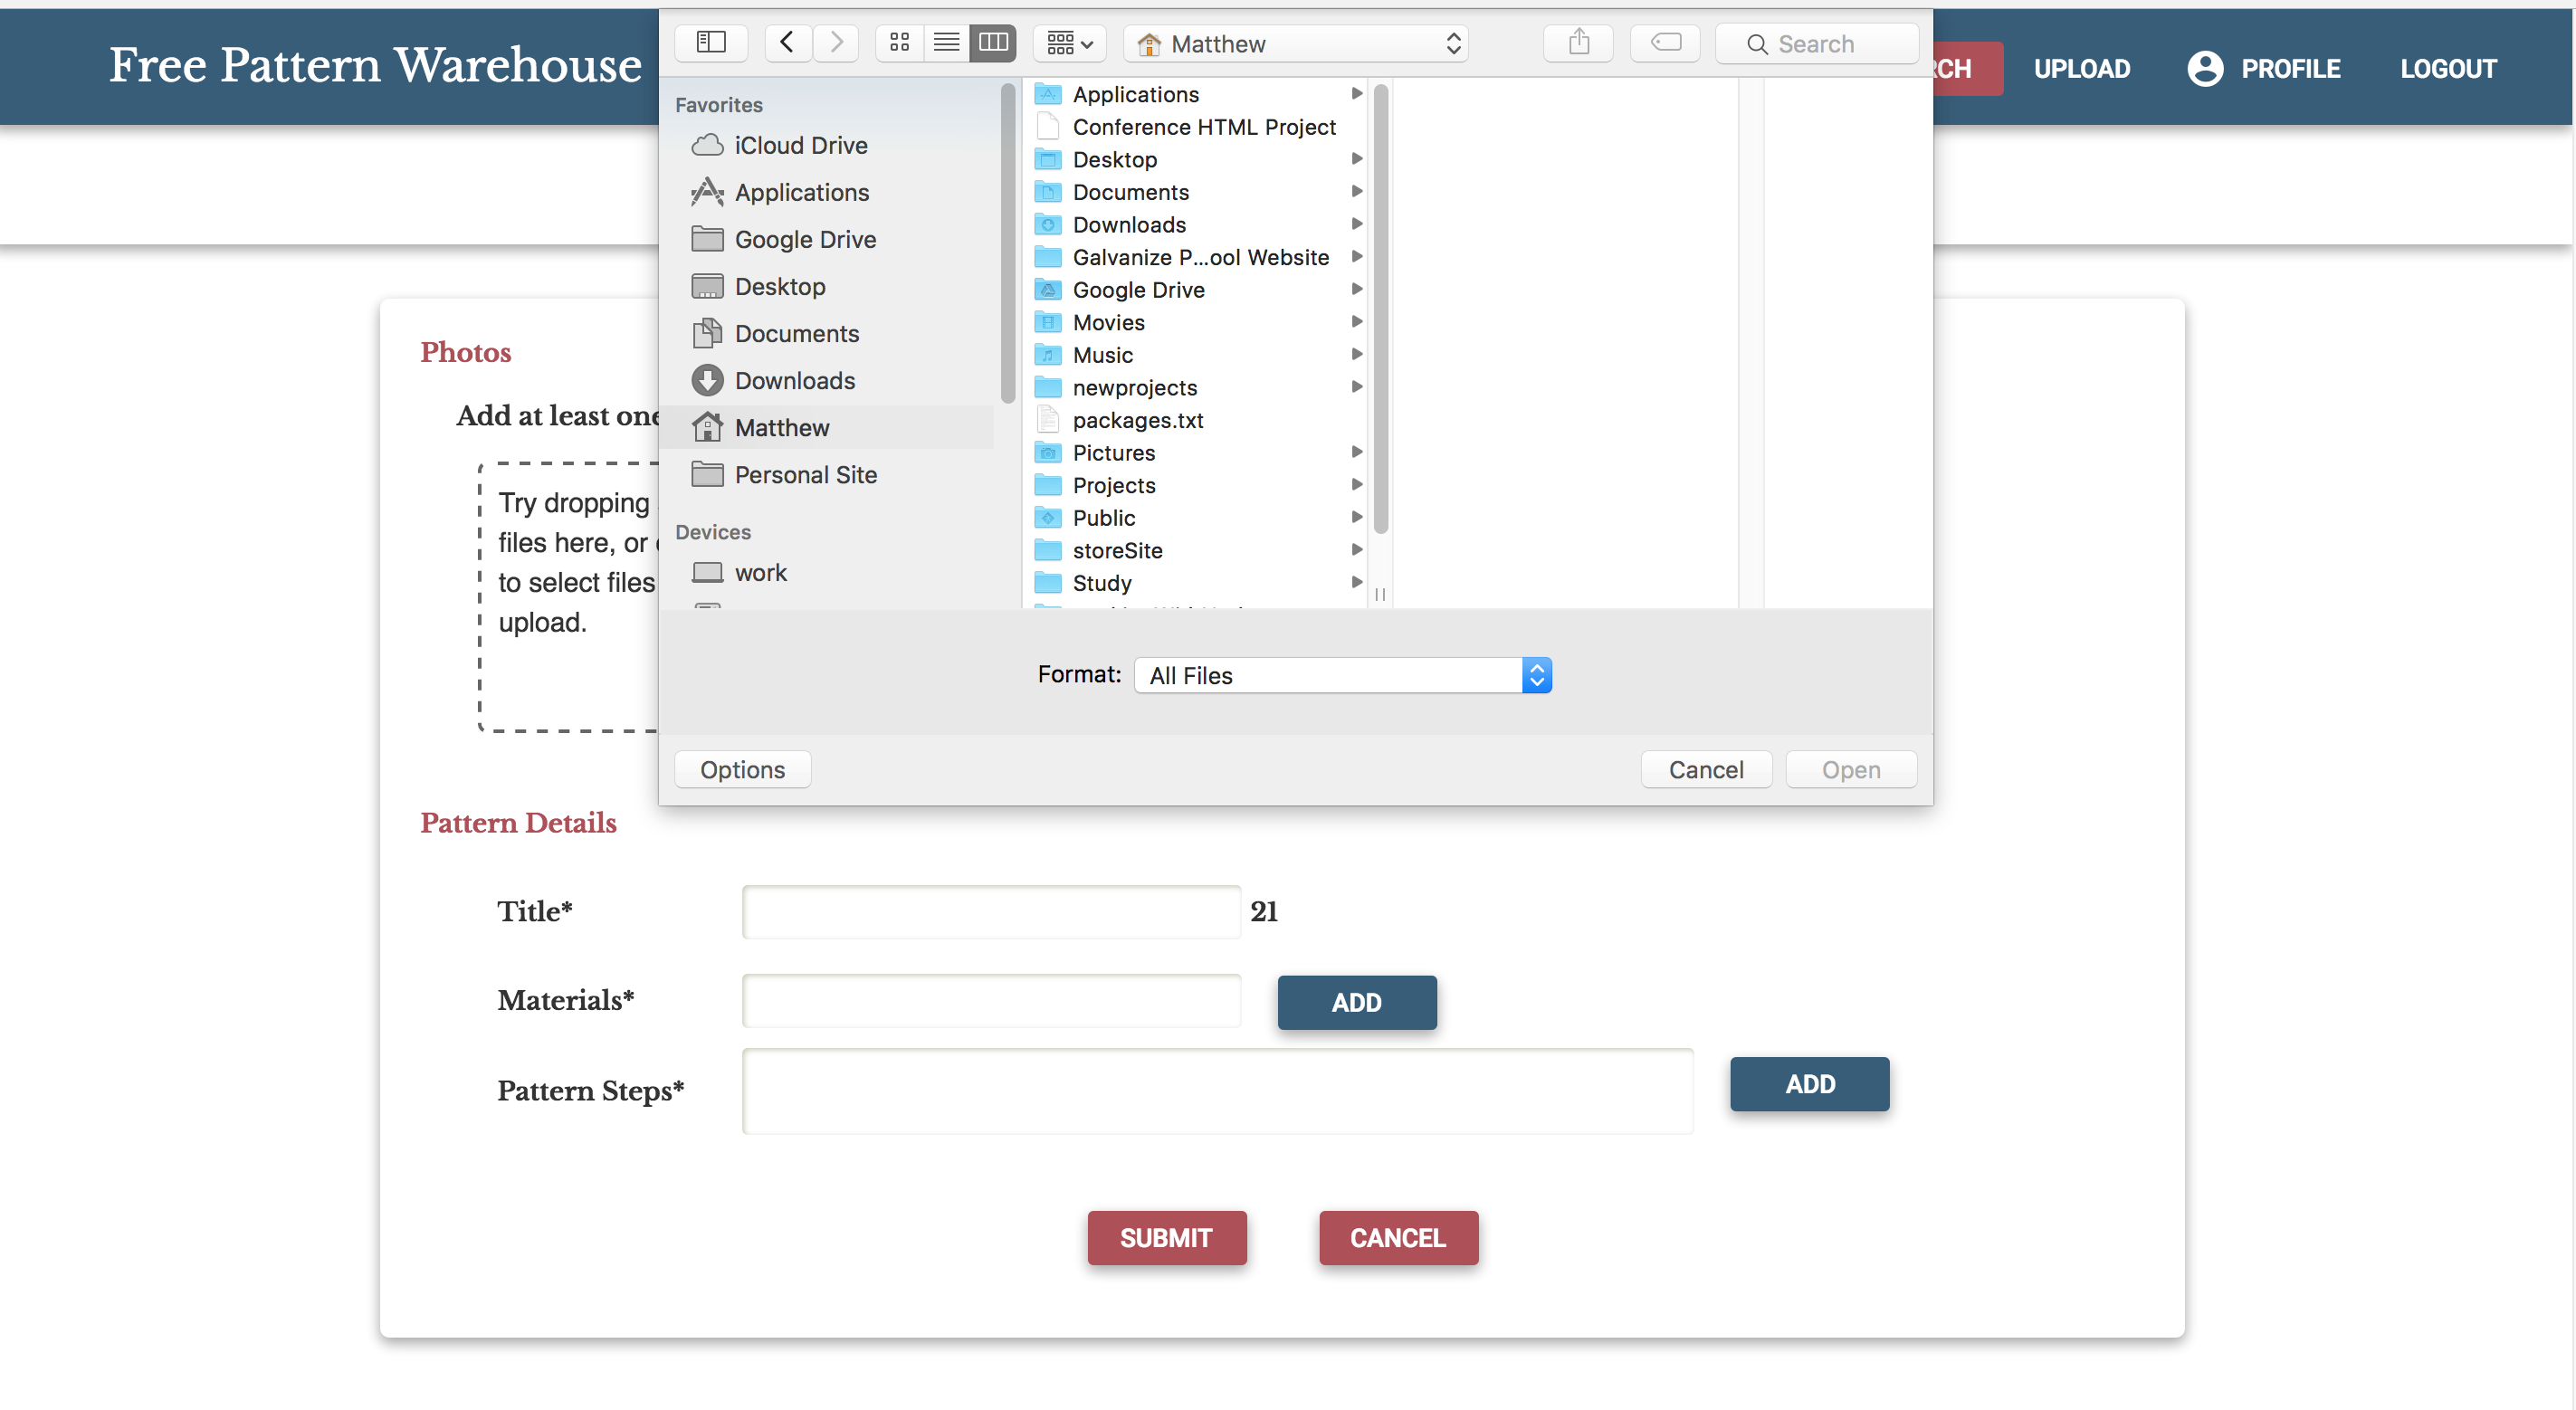 Free Pattern Warehouse
Matthew
Search
UPLOAD
PROFILE
LOGOUT
Favorites
iCloud Drive
Applications
Google Drive
Desktop
Documents
Downloads
Matthew
Personal Site
Devices
work
Applications
Conference HTML Project
Desktop
Documents
Downloads
Galvanize P...ool Website
Google Drive
Movies
Music
newprojects
packages.txt
Pictures
Projects
Public
storeSite
Study
Format: All Files
Options
Cancel
Open
Photos
Add at least one
Try dropping
files here, or
to select files
upload.
Pattern Details
Title* 21
Materials* ADD
Pattern Steps* ADD
SUBMIT CANCEL